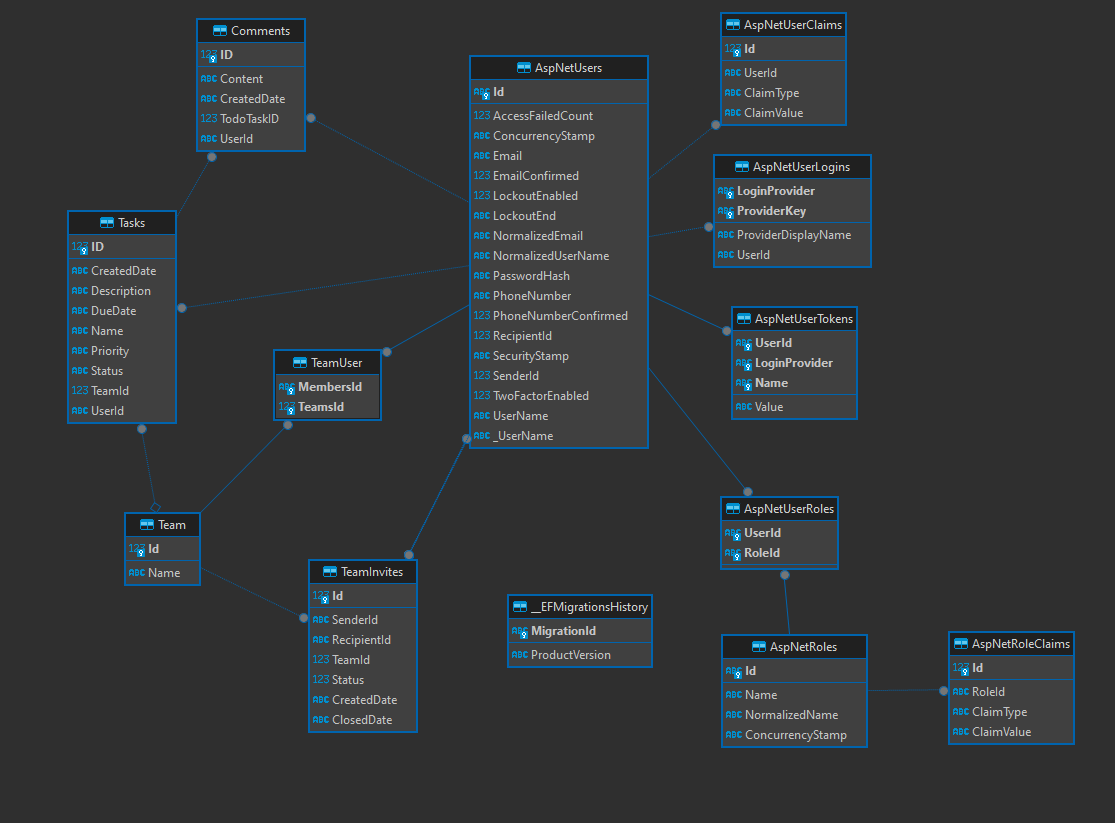 Comments
123 ID
ABC Content
ABC CreatedDate
123 TodoTaskID
ABC UserId
Tasks
123 ID
ABC CreatedDate
ABC Description
ABC DueDate
ABC Name
ABC Priority
ABC Status
123 TeamId
ABC UserId
TeamUser
ABC MembersId
123 TeamsId
Team
123 Id
ABC Name
TeamInvites
123 Id
ABC SenderId
ABC RecipientId
123 TeamId
123 Status
ABC CreatedDate
ABC ClosedDate
AspNetUsers
ABC Id
123 AccessFailedCount
ABC ConcurrencyStamp
ABC Email
123 EmailConfirmed
123 LockoutEnabled
ABC LockoutEnd
ABC NormalizedEmail
ABC NormalizedUserName
ABC PasswordHash
ABC PhoneNumber
123 PhoneNumberConfirmed
123 RecipientId
ABC SecurityStamp
123 SenderId
123 TwoFactorEnabled
ABC UserName
ABC _UserName
__EFMigrationsHistory
ABC MigrationId
ABC ProductVersion
AspNetUserClaims
123 Id
ABC UserId
ABC ClaimType
ABC ClaimValue
AspNetUserLogins
ABC LoginProvider
ABC ProviderKey
ABC ProviderDisplayName
ABC UserId
AspNetUserTokens
ABC UserId
ABC LoginProvider
ABC Name
ABC Value
AspNetUserRoles
ABC UserId
ABC RoleId
AspNetRoles
ABC Id
ABC Name
ABC NormalizedName
ABC ConcurrencyStamp
AspNetRoleClaims
123 Id
ABC RoleId
ABC ClaimType
ABC ClaimValue